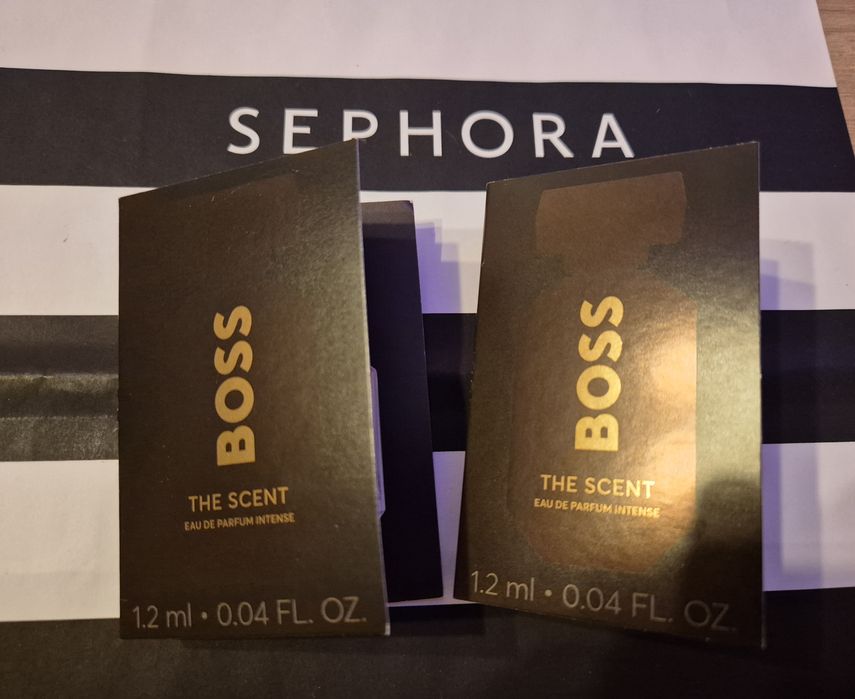 SEPHORA
BOSS
THE SCENT
EAU DE PARFUM INTENSE
1.2 ml • 0.04 FL. OZ.
BOSS
THE SCENT
EAU DE PARFUM INTENSE
1.2 ml • 0.04 FL. OZ.